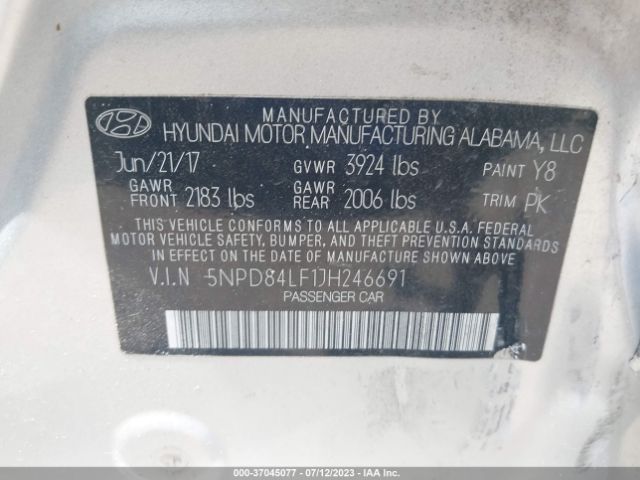 MANUFACTURED BY
HYUNDAI MOTOR MANUFACTURING ALABAMA, LLC
Jun/21/17 GVWR 3924 lbs PAINT Y8
GAWR FRONT 2183 lbs GAWR REAR 2006 lbs TRIM PK
THIS VEHICLE CONFORMS TO ALL APPLICABLE U.S.A. FEDERAL
MOTOR VEHICLE SAFETY, BUMPER, AND THEFT PREVENTION STANDARDS
IN EFFECT ON THE DATE OF MANUFACTURE SHOWN ABOVE
V.I.N 5NPD84LF1JH246691
PASSENGER CAR
000-37045077 - 07/12/2023 - IAA Inc.